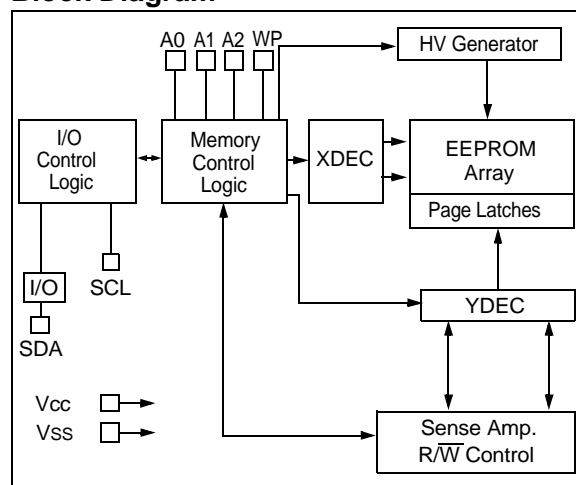 Block Diagram
A0 A1 A2 WP
HV Generator
I/O
Control
Logic
Memory
Control
Logic
XDEC
EEPROM
Array
Page Latches
I/O
SCL
SDA
YDEC
Vcc
Vss
Sense Amp.
R/W̅ Control